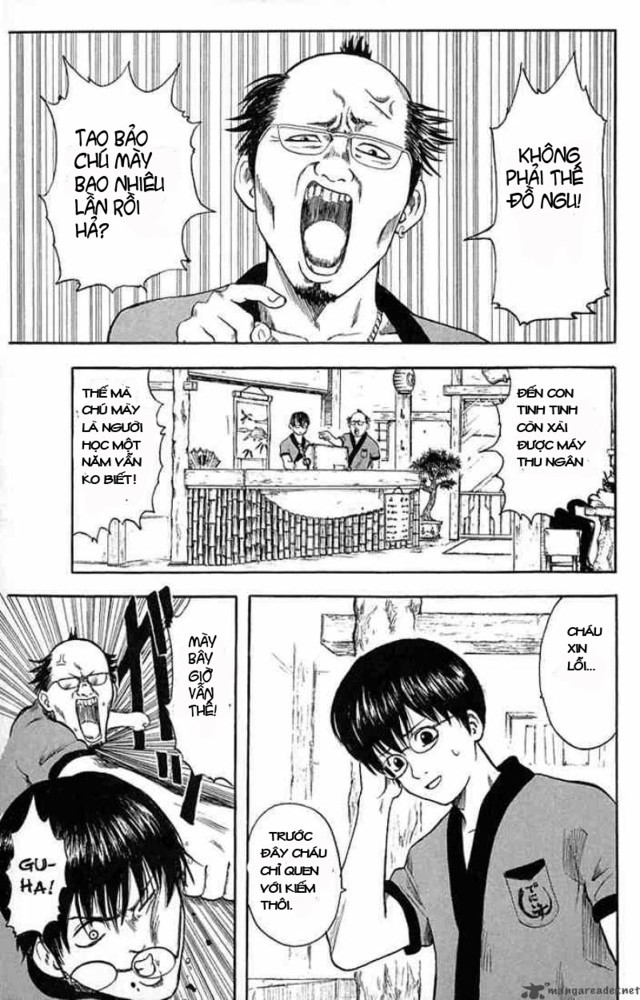 KHÔNG
PHẢI THẾ
ĐỒ NGU!
TAO BẢO
CHÚ MÀY
BAO NHIÊU
LẦN RỒI
HẢ?
ĐẾN CON
TINH TINH
CÒN XÀI
ĐƯỢC MÁY
THU NGÂN
THẾ MÀ
CHÚ MÀY
LÀ NGƯỜI
HỌC MỘT
NĂM VẪN
KO BIẾT!
CHÁU
XIN
LỖI...
TRƯỚC
ĐÂY CHÁU
CHỈ QUEN
VỚI KIẾM
THÔI.
MÀY
BÂY
GIỜ
VẪN
THẾ!
GU-
HA!
www.mangareader.net